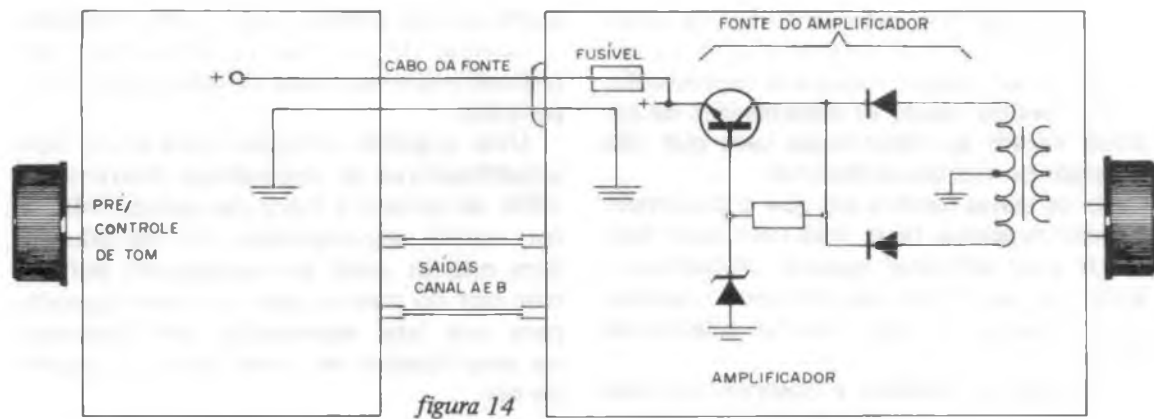 FONTE DO AMPLIFICADOR
CABO DA FONTE
FUSÍVEL
+
+
PRÉ/
CONTROLE
DE TOM
SAÍDAS
CANAL A E B
AMPLIFICADOR
figura 14